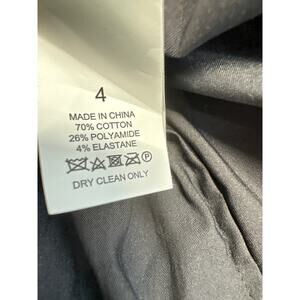 4
MADE IN CHINA
70% COTTON
26% POLYAMIDE
4% ELASTANE
P
DRY CLEAN ONLY